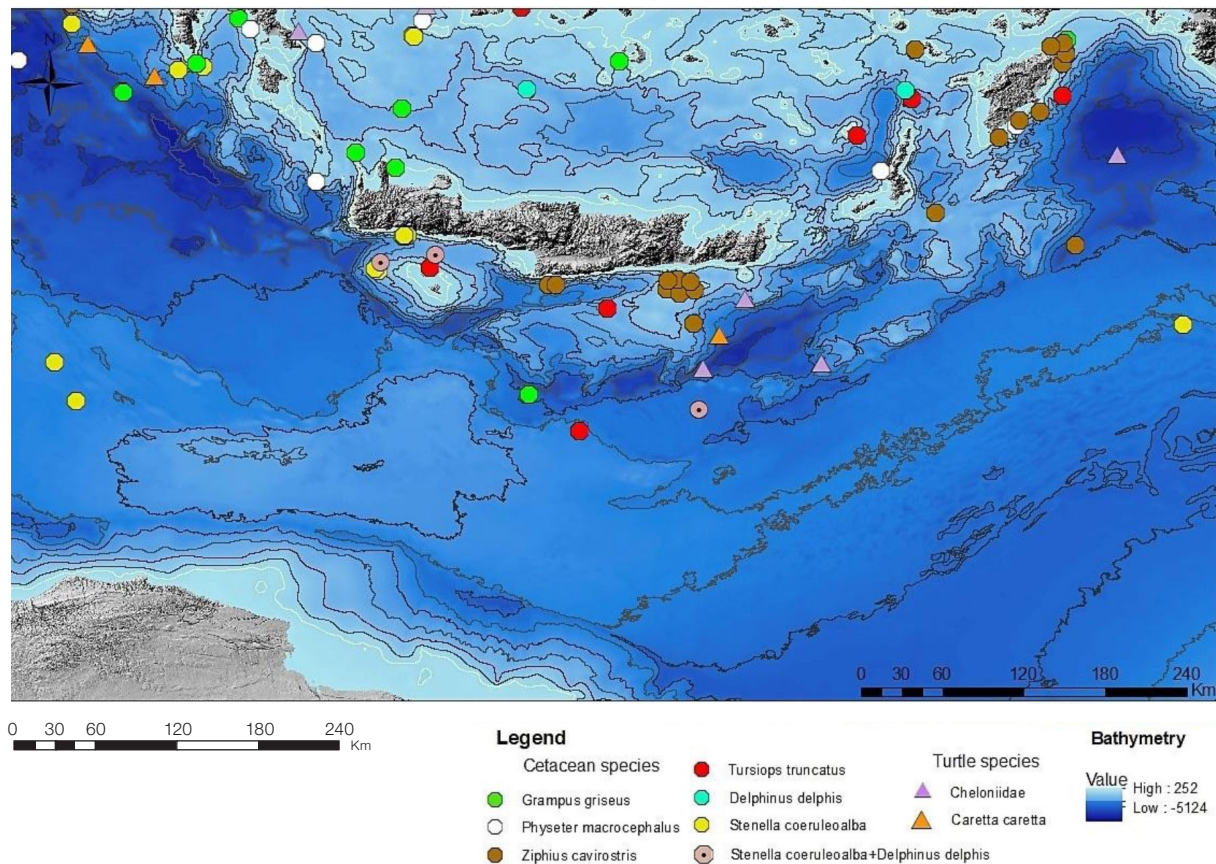 N
0 30 60 120 180 240
Km
0 30 60 120 180 240
Km
Legend
Cetacean species
Grampus griseus
Physeter macrocephalus
Ziphius cavirostris
Tursiops truncatus
Delphinus delphis
Stenella coeruleoalba
Stenella coeruleoalba+Delphinus delphis
Turtle species
Cheloniidae
Caretta caretta
Bathymetry
Value
High : 252
Low : -5124